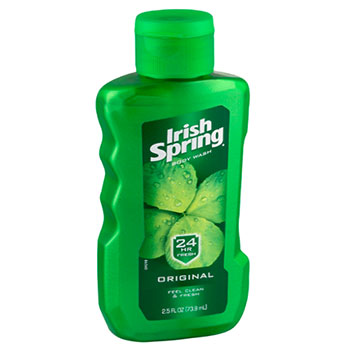 Irish
Spring
BODY WASH
24
HR
FRESH
ORIGINAL
FEEL CLEAN
& FRESH
2.5 FL OZ (73.9 mL)